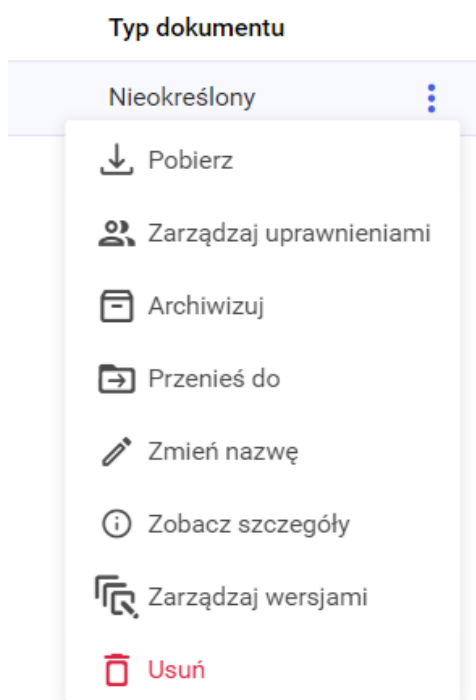 Typ dokumentu
Nieokreślony
Pobierz
Zarządzaj uprawnieniami
Archiwizuj
Przenieś do
Zmień nazwę
Zobacz szczegóły
Zarządzaj wersjami
Usuń